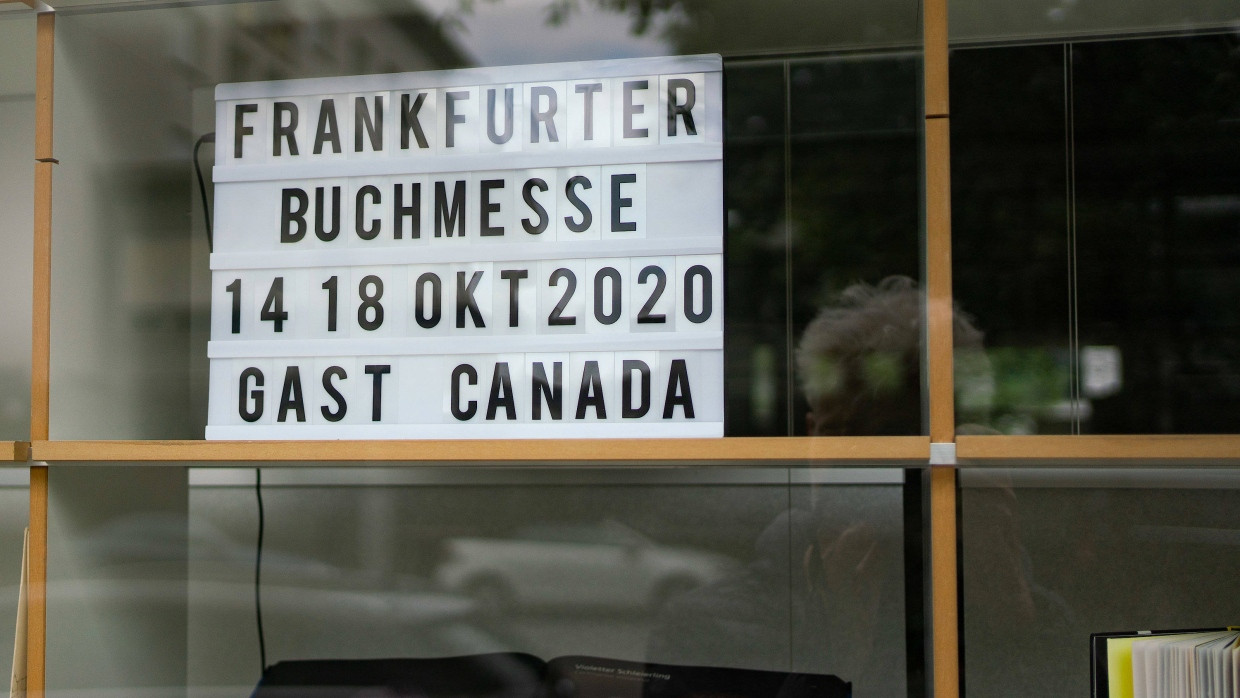 FRANKFURTER
BUCHMESSE
14 18 OKT 2020
GAST CANADA